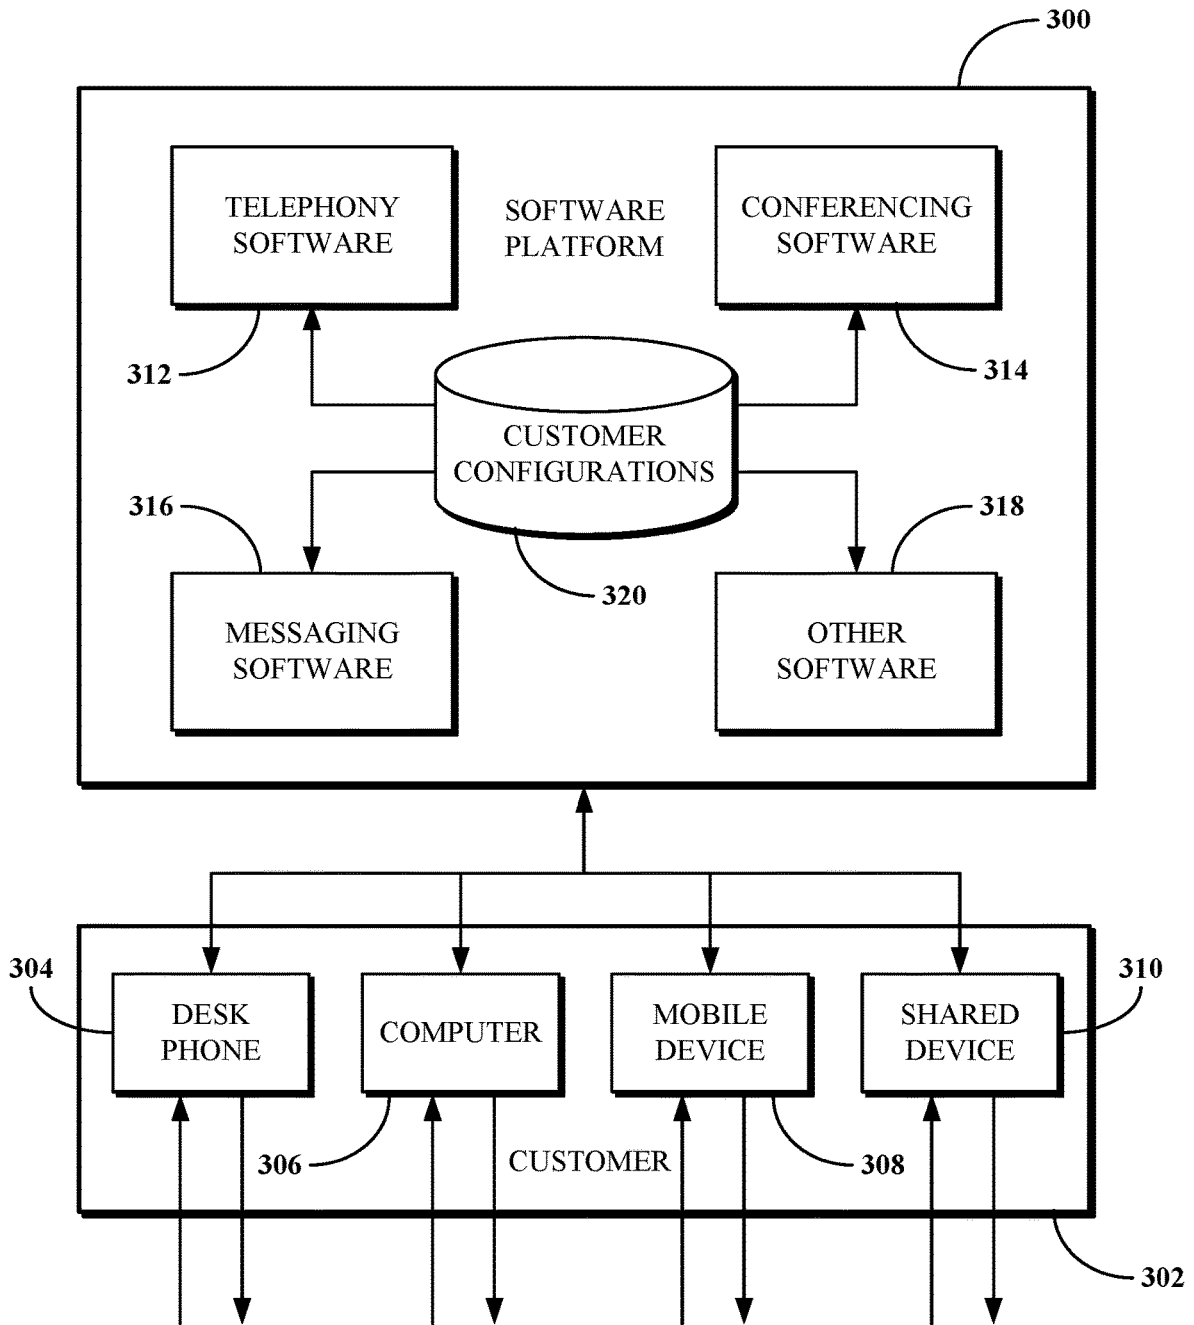 300
TELEPHONY
SOFTWARE
SOFTWARE
PLATFORM
CONFERENCING
SOFTWARE
312
314
CUSTOMER
CONFIGURATIONS
316
318
320
MESSAGING
SOFTWARE
OTHER
SOFTWARE
304
310
DESK
PHONE
COMPUTER
MOBILE
DEVICE
SHARED
DEVICE
306
CUSTOMER
308
302